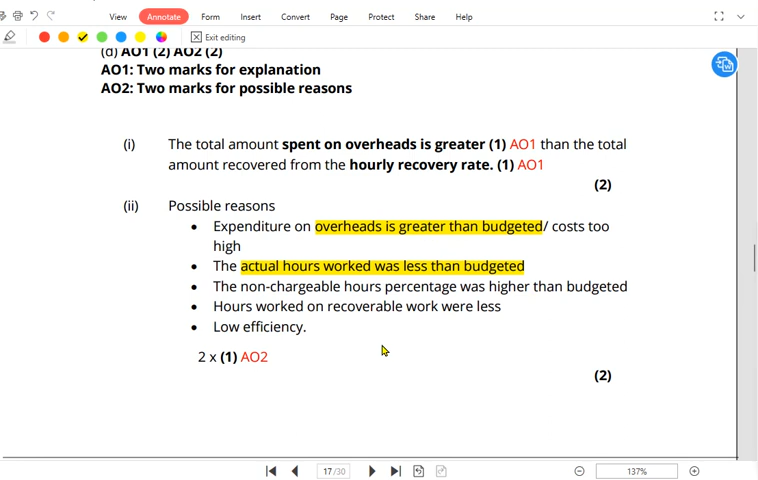 View Annotate Form Insert Convert Page Protect Share Help
Exit editing
(d) AO1 (2) AO2 (2)
AO1: Two marks for explanation
AO2: Two marks for possible reasons
(i) The total amount spent on overheads is greater (1) AO1 than the total
amount recovered from the hourly recovery rate. (1) AO1
(2)
(ii) Possible reasons
• Expenditure on overheads is greater than budgeted/ costs too
high
• The actual hours worked was less than budgeted
• The non-chargeable hours percentage was higher than budgeted
• Hours worked on recoverable work were less
• Low efficiency.
2 x (1) AO2
(2)
17/30
137%